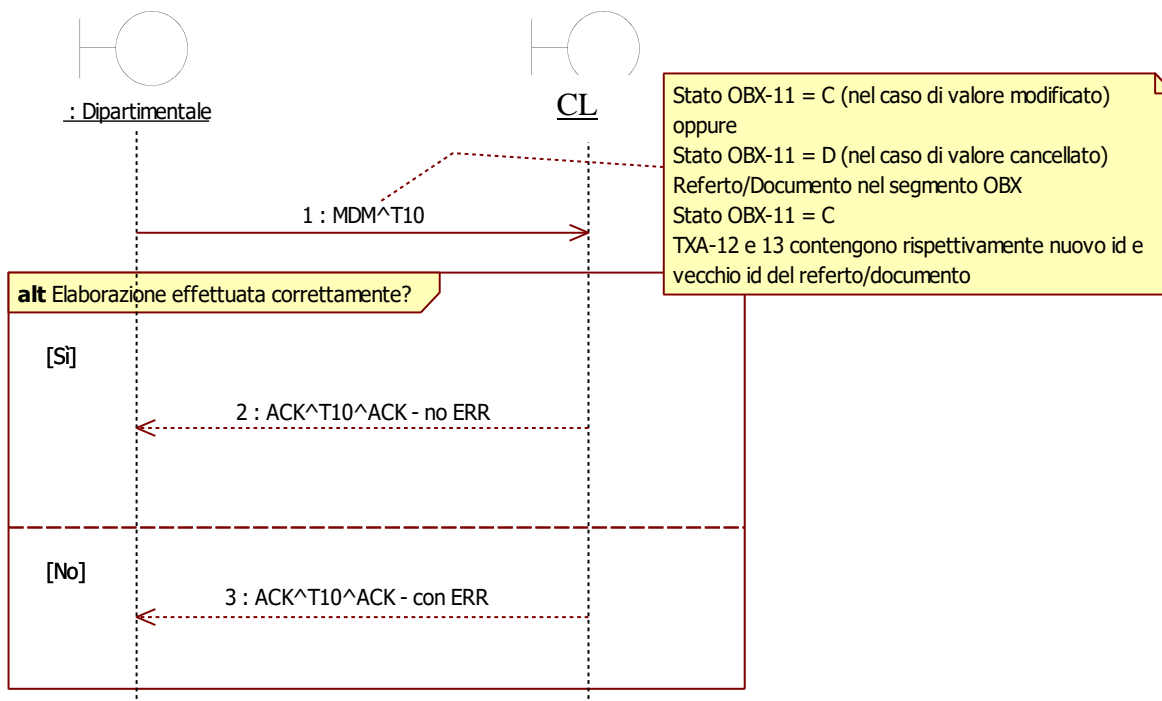 : Dipartimentale
CL
Stato OBX-11 = C (nel caso di valore modificato)
oppure
Stato OBX-11 = D (nel caso di valore cancellato)
Referto/Documento nel segmento OBX
Stato OBX-11 = C
TXA-12 e 13 contengono rispettivamente nuovo id e
vecchio id del referto/documento
1 : MDM^T10
alt Elaborazione effettuata correttamente?
[Sì]
2 : ACK^T10^ACK - no ERR
[No]
3 : ACK^T10^ACK - con ERR